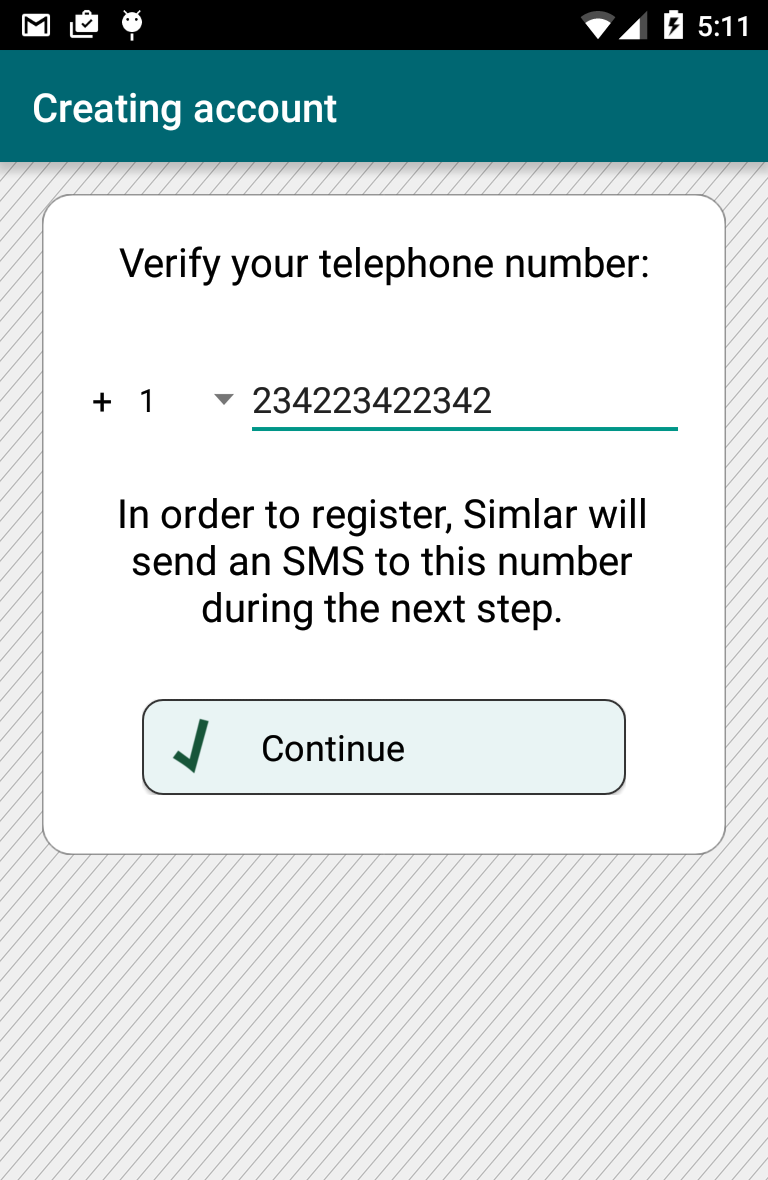 5:11
Creating account
Verify your telephone number:
+ 1 234223422342
In order to register, Simlar will
send an SMS to this number
during the next step.
Continue